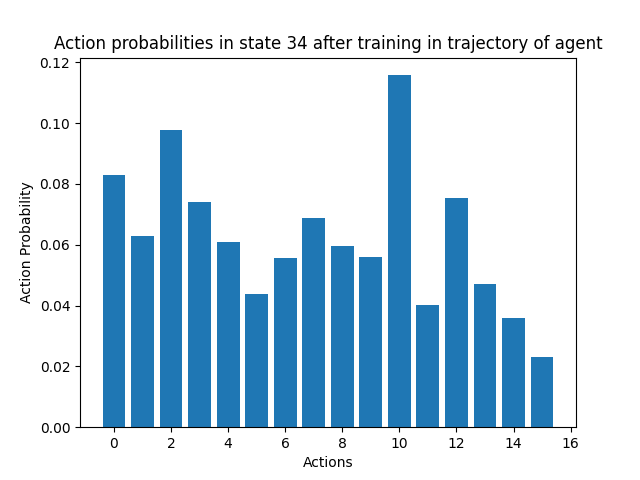 Action probabilities in state 34 after training in trajectory of agent
0.12
0.10
0.08
0.06
0.04
0.02
0.00
Action Probability
0 2 4 6 8 10 12 14 16
Actions